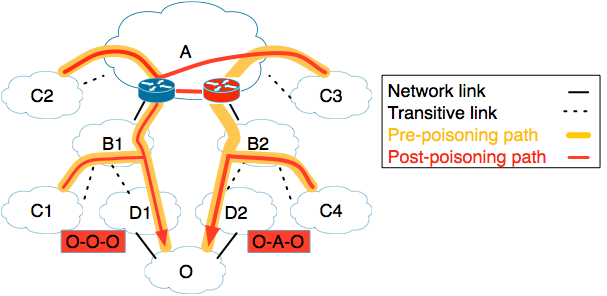 A
C2
C3
B1
B2
C1
D1
D2
C4
O-O-O
O-A-O
O
Network link
Transitive link
Pre-poisoning path
Post-poisoning path